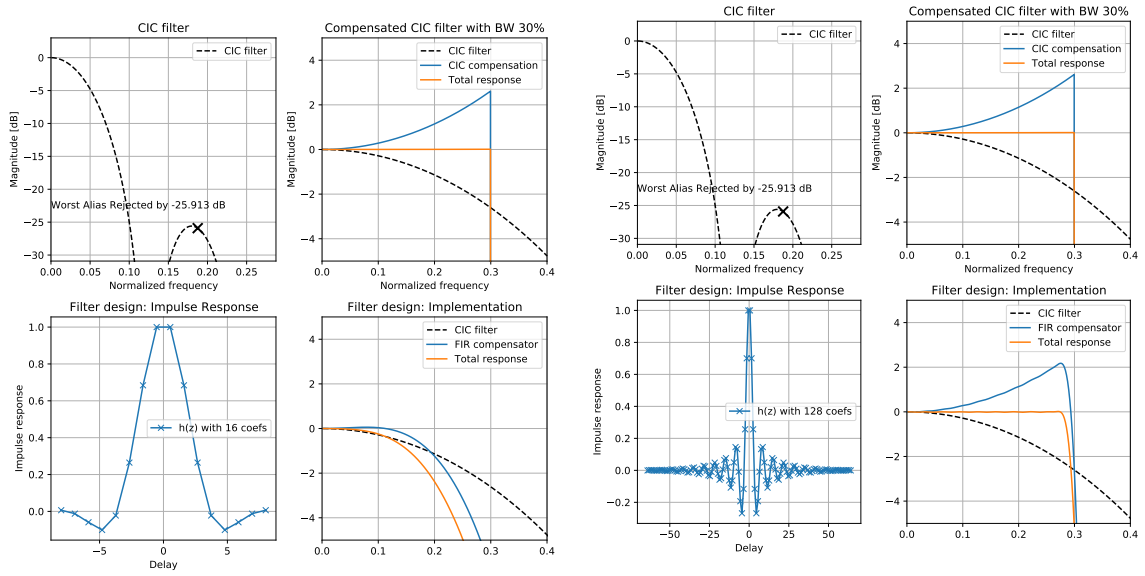 CIC filter
CIC filter
Magnitude [dB]
0
−5
−10
−15
−20
−25
−30
Worst Alias Rejected by -25.913 dB
0.00 0.05 0.10 0.15 0.20 0.25
Normalized frequency
Compensated CIC filter with BW 30%
CIC filter
CIC compensation
Total response
Magnitude [dB]
4
2
0
−2
−4
0.0 0.1 0.2 0.3 0.4
Normalized frequency
CIC filter
CIC filter
Magnitude [dB]
0
−5
−10
−15
−20
−25
−30
Worst Alias Rejected by -25.913 dB
0.00 0.05 0.10 0.15 0.20 0.25
Normalized frequency
Compensated CIC filter with BW 30%
CIC filter
CIC compensation
Total response
Magnitude [dB]
4
2
0
−2
−4
0.0 0.1 0.2 0.3 0.4
Normalized frequency
Filter design: Impulse Response
Impulse response
1.0
0.8
0.6
0.4
0.2
0.0
h(z) with 16 coefs
−5 0 5
Delay
Filter design: Implementation
CIC filter
FIR compensator
Total response
4
2
0
−2
−4
0.0 0.1 0.2 0.3 0.4
Normalized frequency
Filter design: Impulse Response
Impulse response
1.0
0.8
0.6
0.4
0.2
0.0
−0.2
h(z) with 128 coefs
−50 −25 0 25 50
Delay
Filter design: Implementation
CIC filter
FIR compensator
Total response
4
2
0
−2
−4
0.0 0.1 0.2 0.3 0.4
Normalized frequency